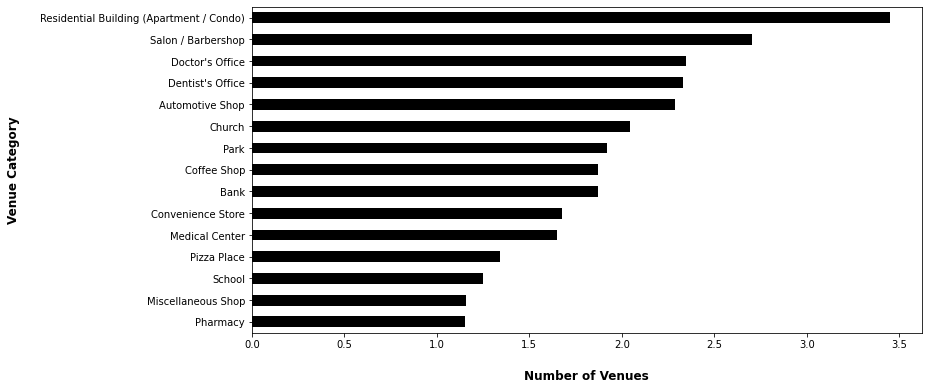 Residential Building (Apartment / Condo)
Salon / Barbershop
Doctor's Office
Dentist's Office
Automotive Shop
Church
Park
Coffee Shop
Bank
Convenience Store
Medical Center
Pizza Place
School
Miscellaneous Shop
Pharmacy
Venue Category
0.0 0.5 1.0 1.5 2.0 2.5 3.0 3.5
Number of Venues